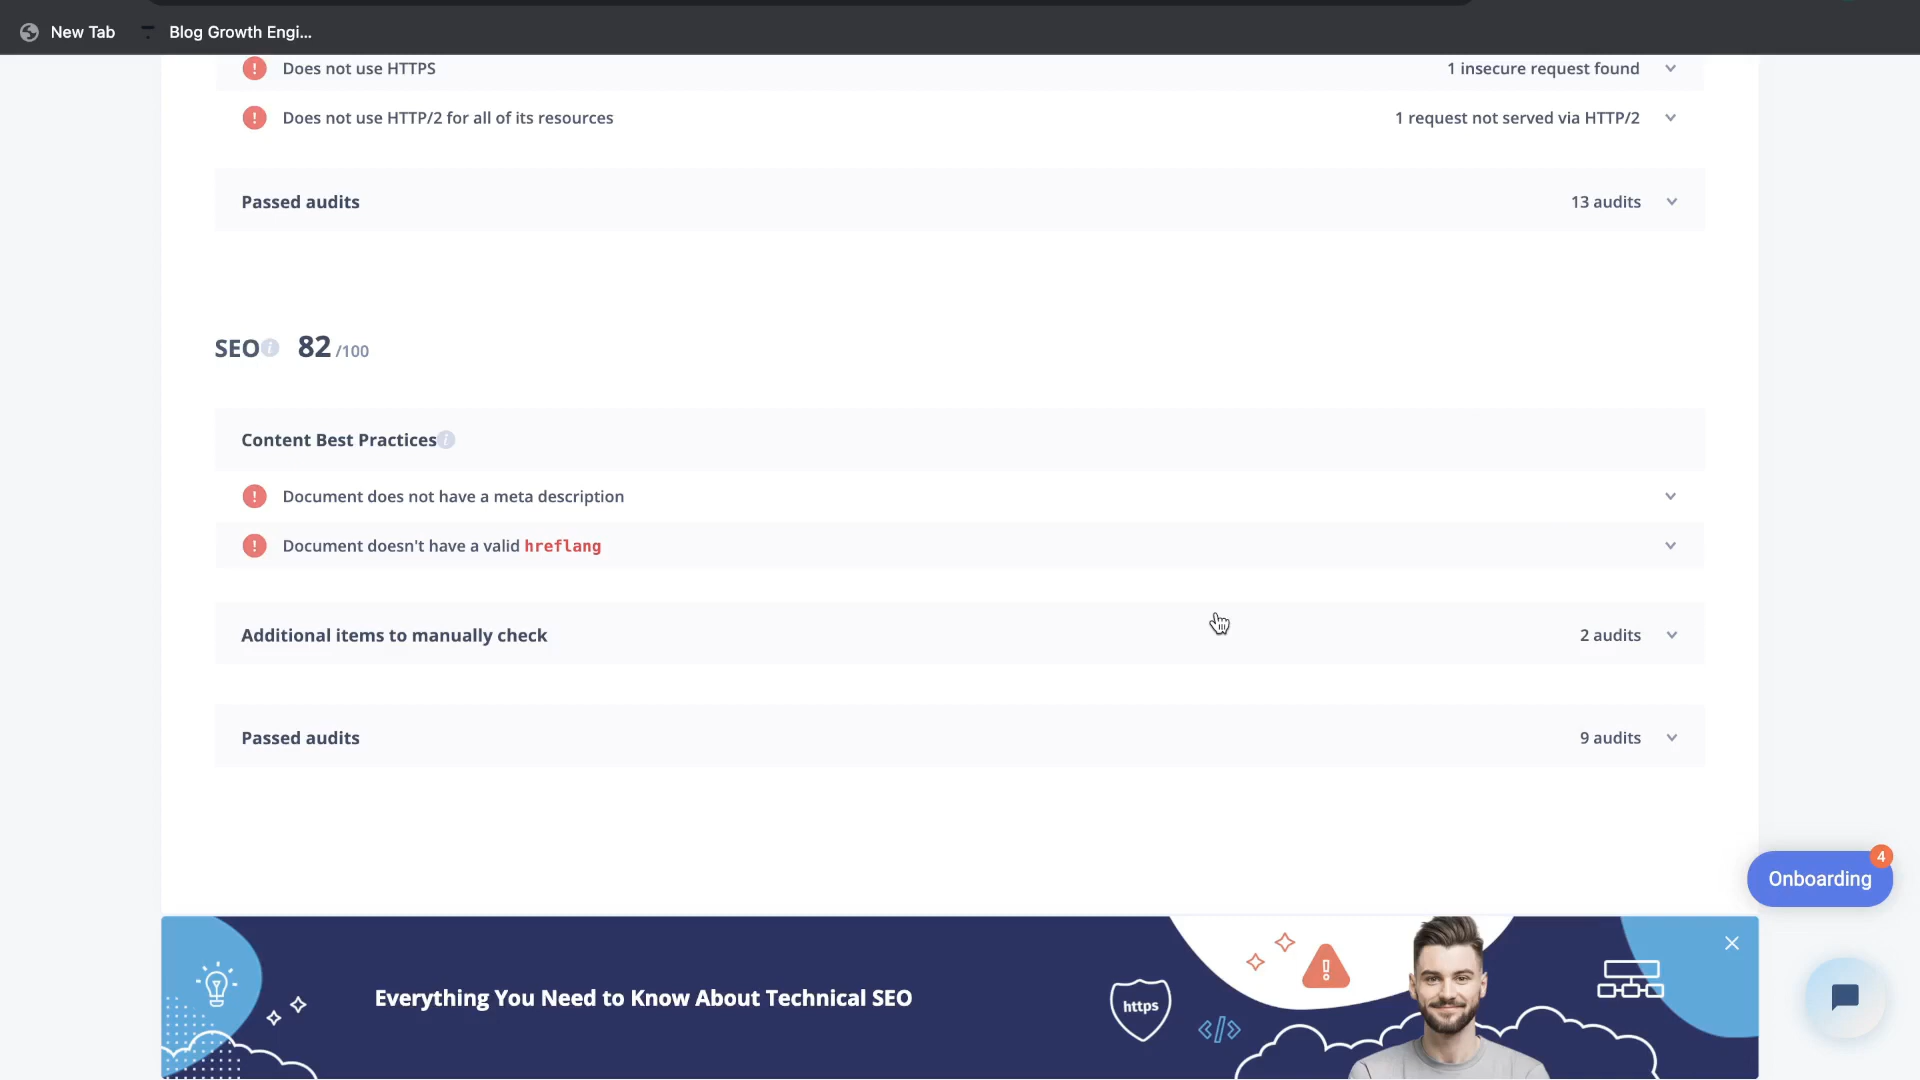 New Tab
Blog Growth Engi...
! Does not use HTTPS 1 insecure request found
! Does not use HTTP/2 for all of its resources 1 request not served via HTTP/2
Passed audits 13 audits
SEO i 82 /100
Content Best Practices i
! Document does not have a meta description
! Document doesn't have a valid hreflang
Additional items to manually check 2 audits
Passed audits 9 audits
4
Onboarding
Everything You Need to Know About Technical SEO
https
!
</>